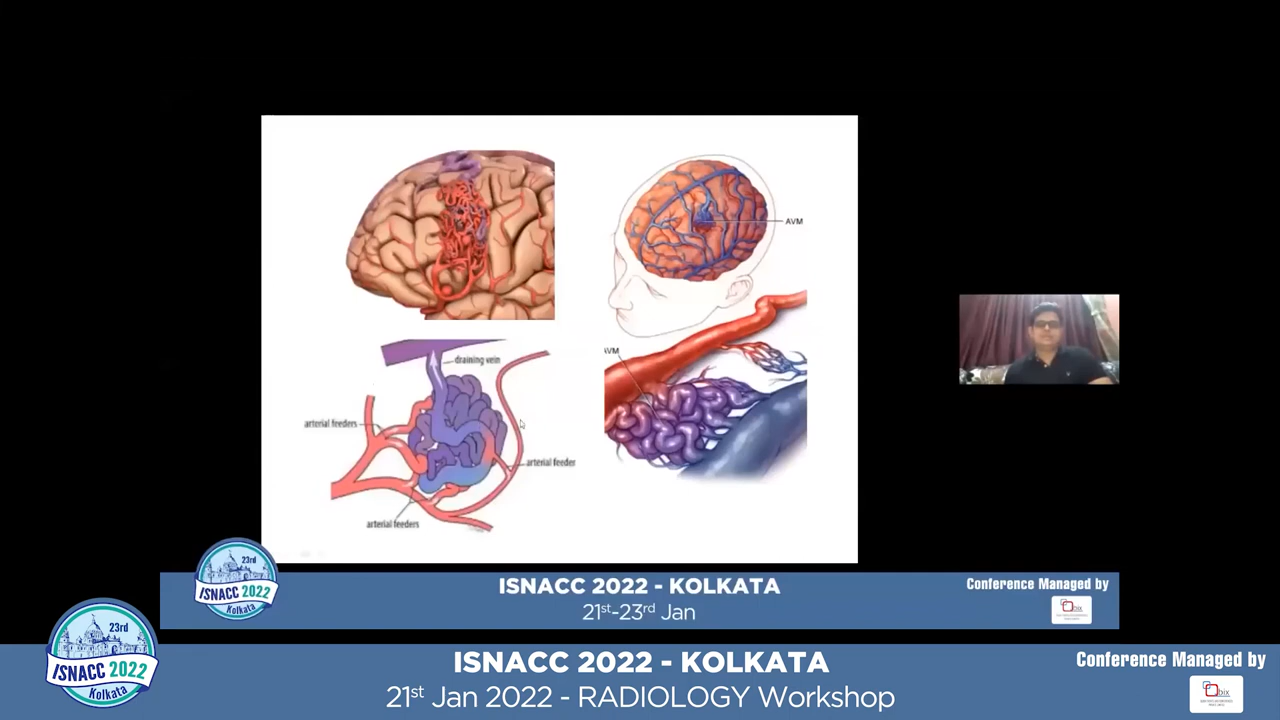 AVM
draining vein
arterial feeders
arterial feeder
arterial feeders
AVM
23rd
ISNACC 2022
Kolkata
ISNACC 2022 - KOLKATA
21st-23rd Jan
Conference Managed by
23rd
ISNACC 2022
Kolkata
ISNACC 2022 - KOLKATA
21st Jan 2022 - RADIOLOGY Workshop
Conference Managed by